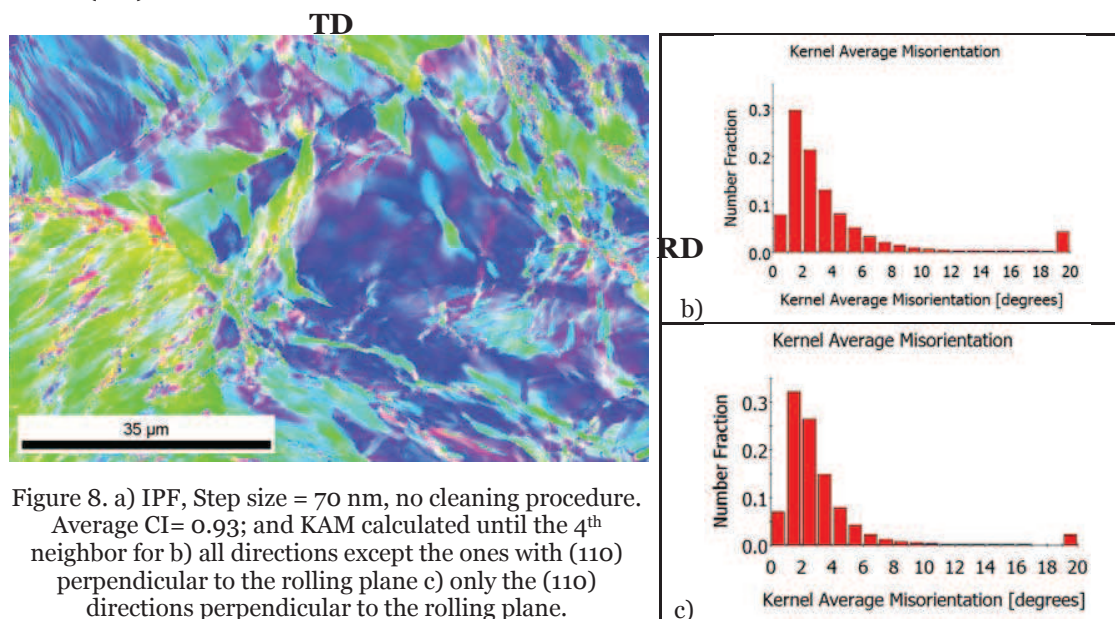 TD
35 µm
Figure 8. a) IPF, Step size = 70 nm, no cleaning procedure.
Average CI= 0.93; and KAM calculated until the 4th
neighbor for b) all directions except the ones with (110)
perpendicular to the rolling plane c) only the (110)
directions perpendicular to the rolling plane.
RD
Kernel Average Misorientation
Number Fraction
0.3
0.2
0.1
0.0
0 2 4 6 8 10 12 14 16 18 20
Kernel Average Misorientation [degrees]
b)
Kernel Average Misorientation
Number Fraction
0.3
0.2
0.1
0.0
0 2 4 6 8 10 12 14 16 18 20
Kernel Average Misorientation [degrees]
c)